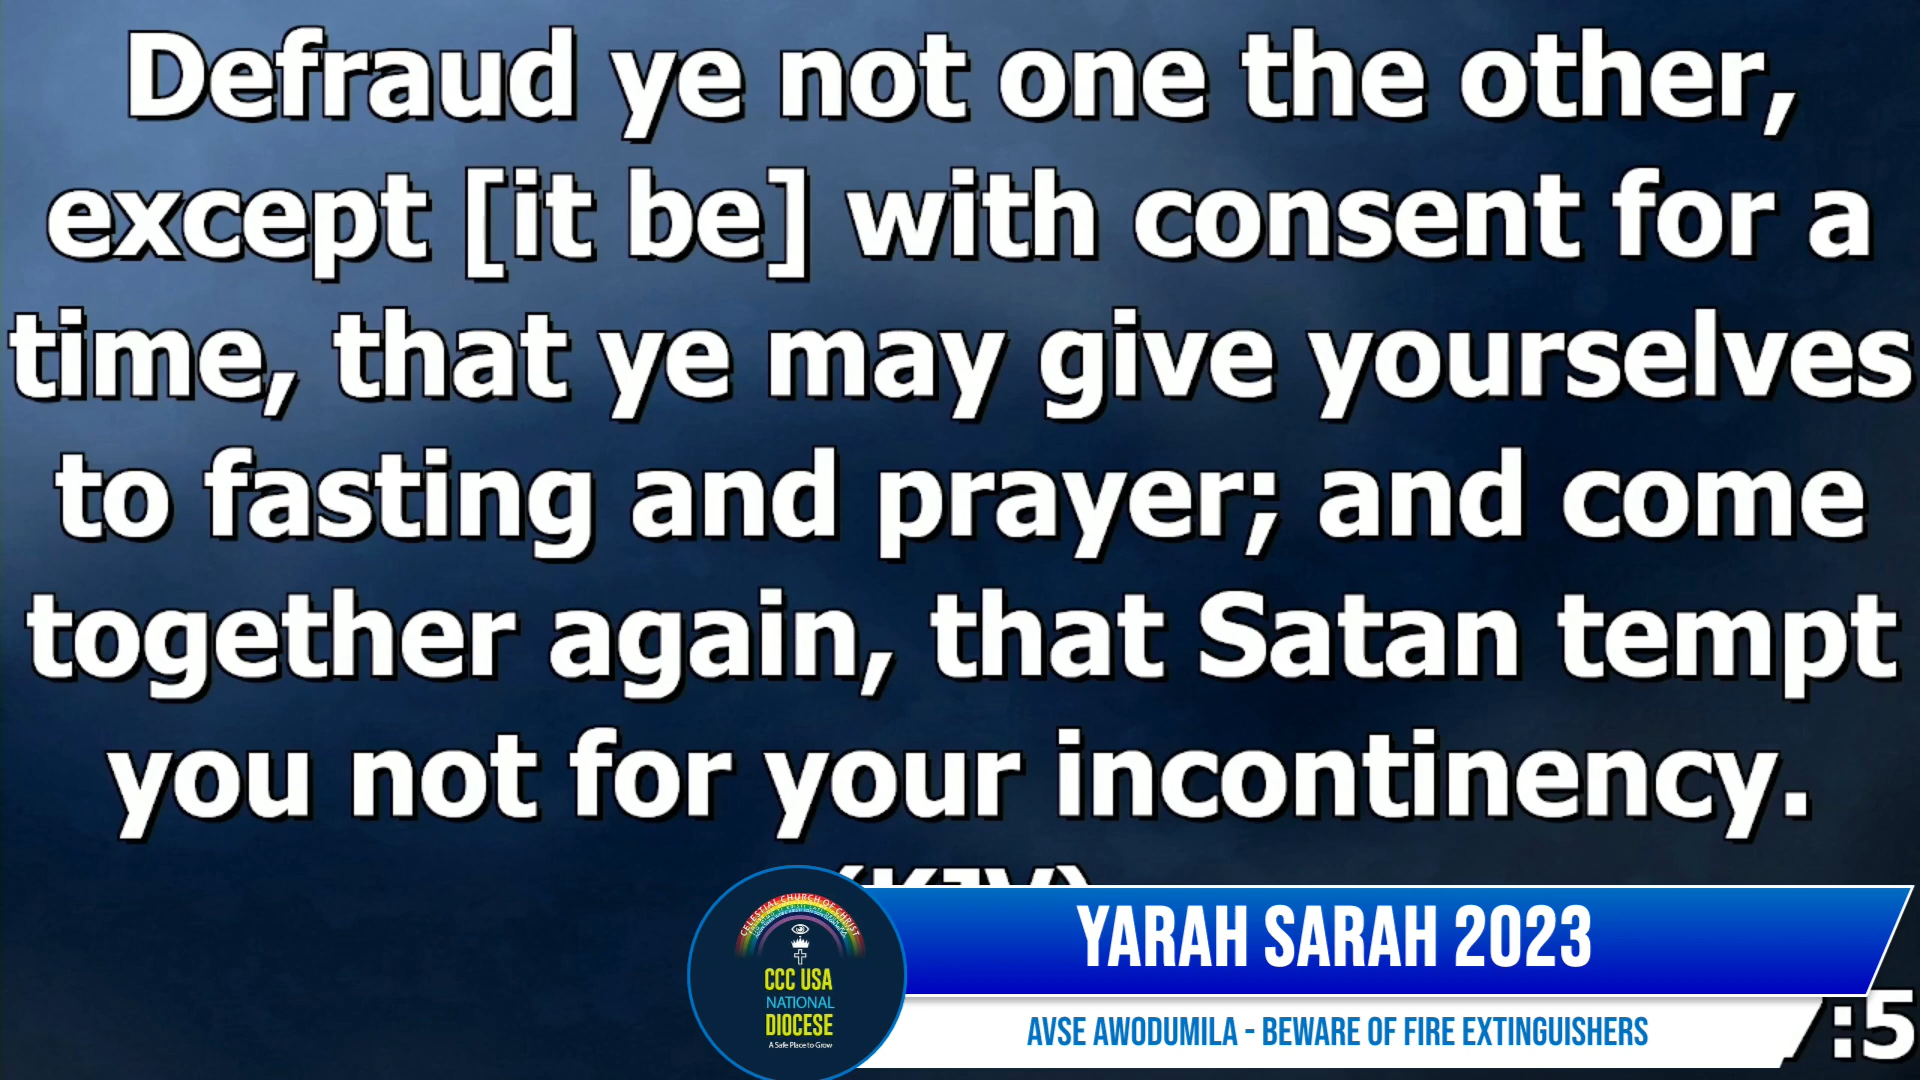 Defraud ye not one the other,
except [it be] with consent for a
time, that ye may give yourselves
to fasting and prayer; and come
together again, that Satan tempt
you not for your incontinency.
(KJV)
YARAH SARAH 2023
AVSE AWODUMILA - BEWARE OF FIRE EXTINGUISHERS
:5
CELESTIAL CHURCH OF CHRIST
CCC USA
NATIONAL
DIOCESE
A Safe Place to Grow